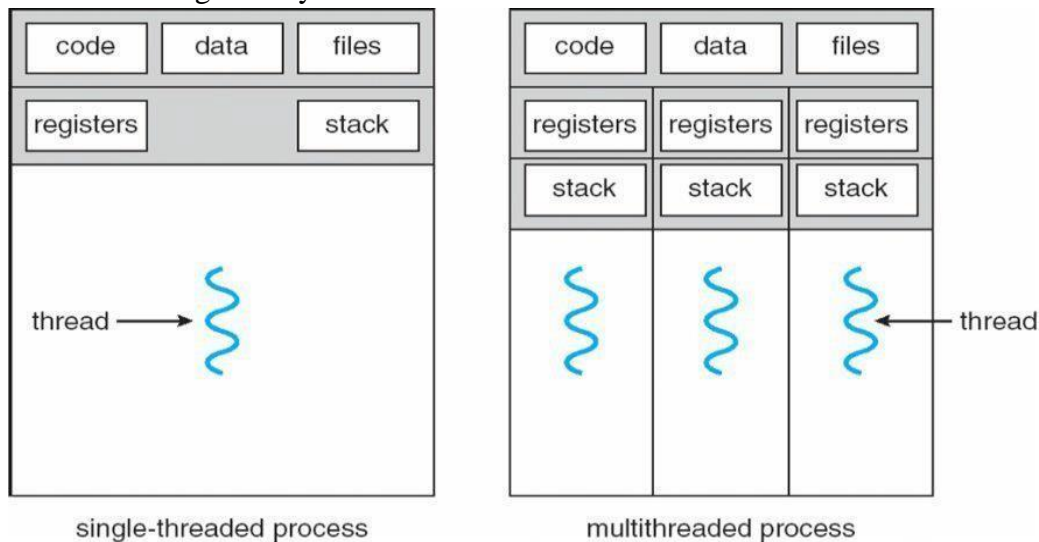 code data files code data files
registers stack registers registers registers
stack stack stack
thread thread
single-threaded process multithreaded process